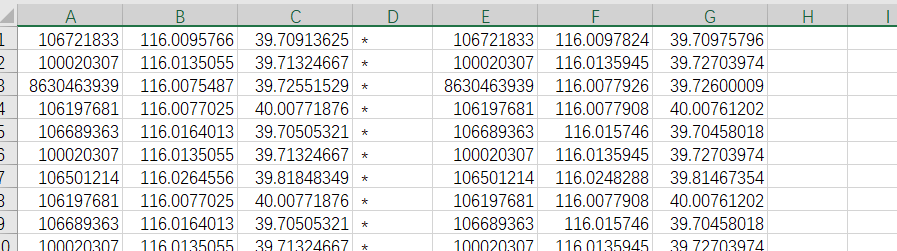 A B C D E F G H I
1 106721833 116.0095766 39.70913625 * 106721833 116.0097824 39.70975796
2 100020307 116.0135055 39.71324667 * 100020307 116.0135945 39.72703974
3 8630463939 116.0075487 39.72551529 * 8630463939 116.0077926 39.72600009
4 106197681 116.0077025 40.00771876 * 106197681 116.0077908 40.00761202
5 106689363 116.0164013 39.70505321 * 106689363 116.015746 39.70458018
6 100020307 116.0135055 39.71324667 * 100020307 116.0135945 39.72703974
7 106501214 116.0264556 39.81848349 * 106501214 116.0248288 39.81467354
8 106197681 116.0077025 40.00771876 * 106197681 116.0077908 40.00761202
9 106689363 116.0164013 39.70505321 * 106689363 116.015746 39.70458018
0 100020307 116.0135055 39.71324667 * 100020307 116.0135945 39.72703974